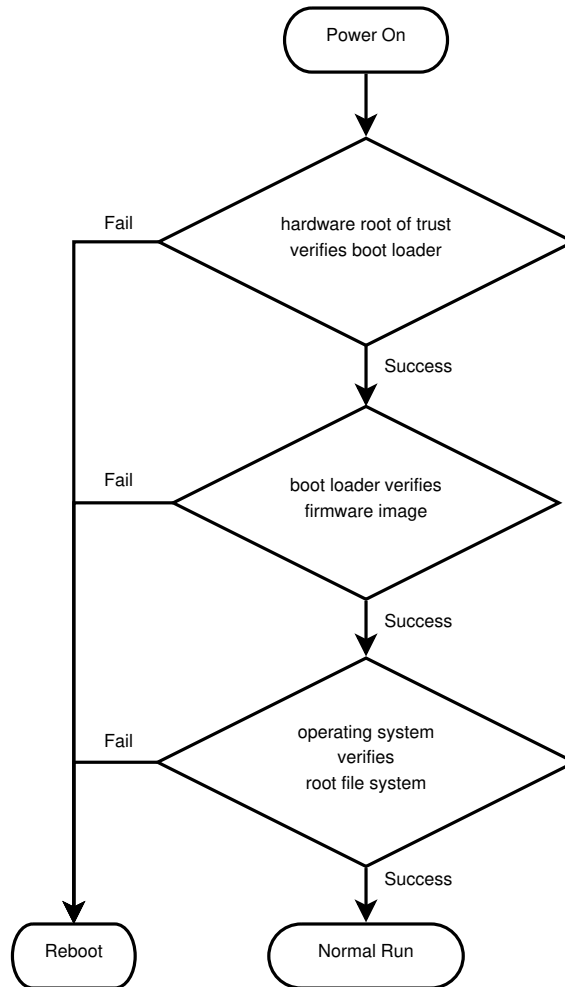 Power On
Fail
hardware root of trust
verifies boot loader
Success
Fail
boot loader verifies
firmware image
Success
Fail
operating system
verifies
root file system
Success
Reboot
Normal Run